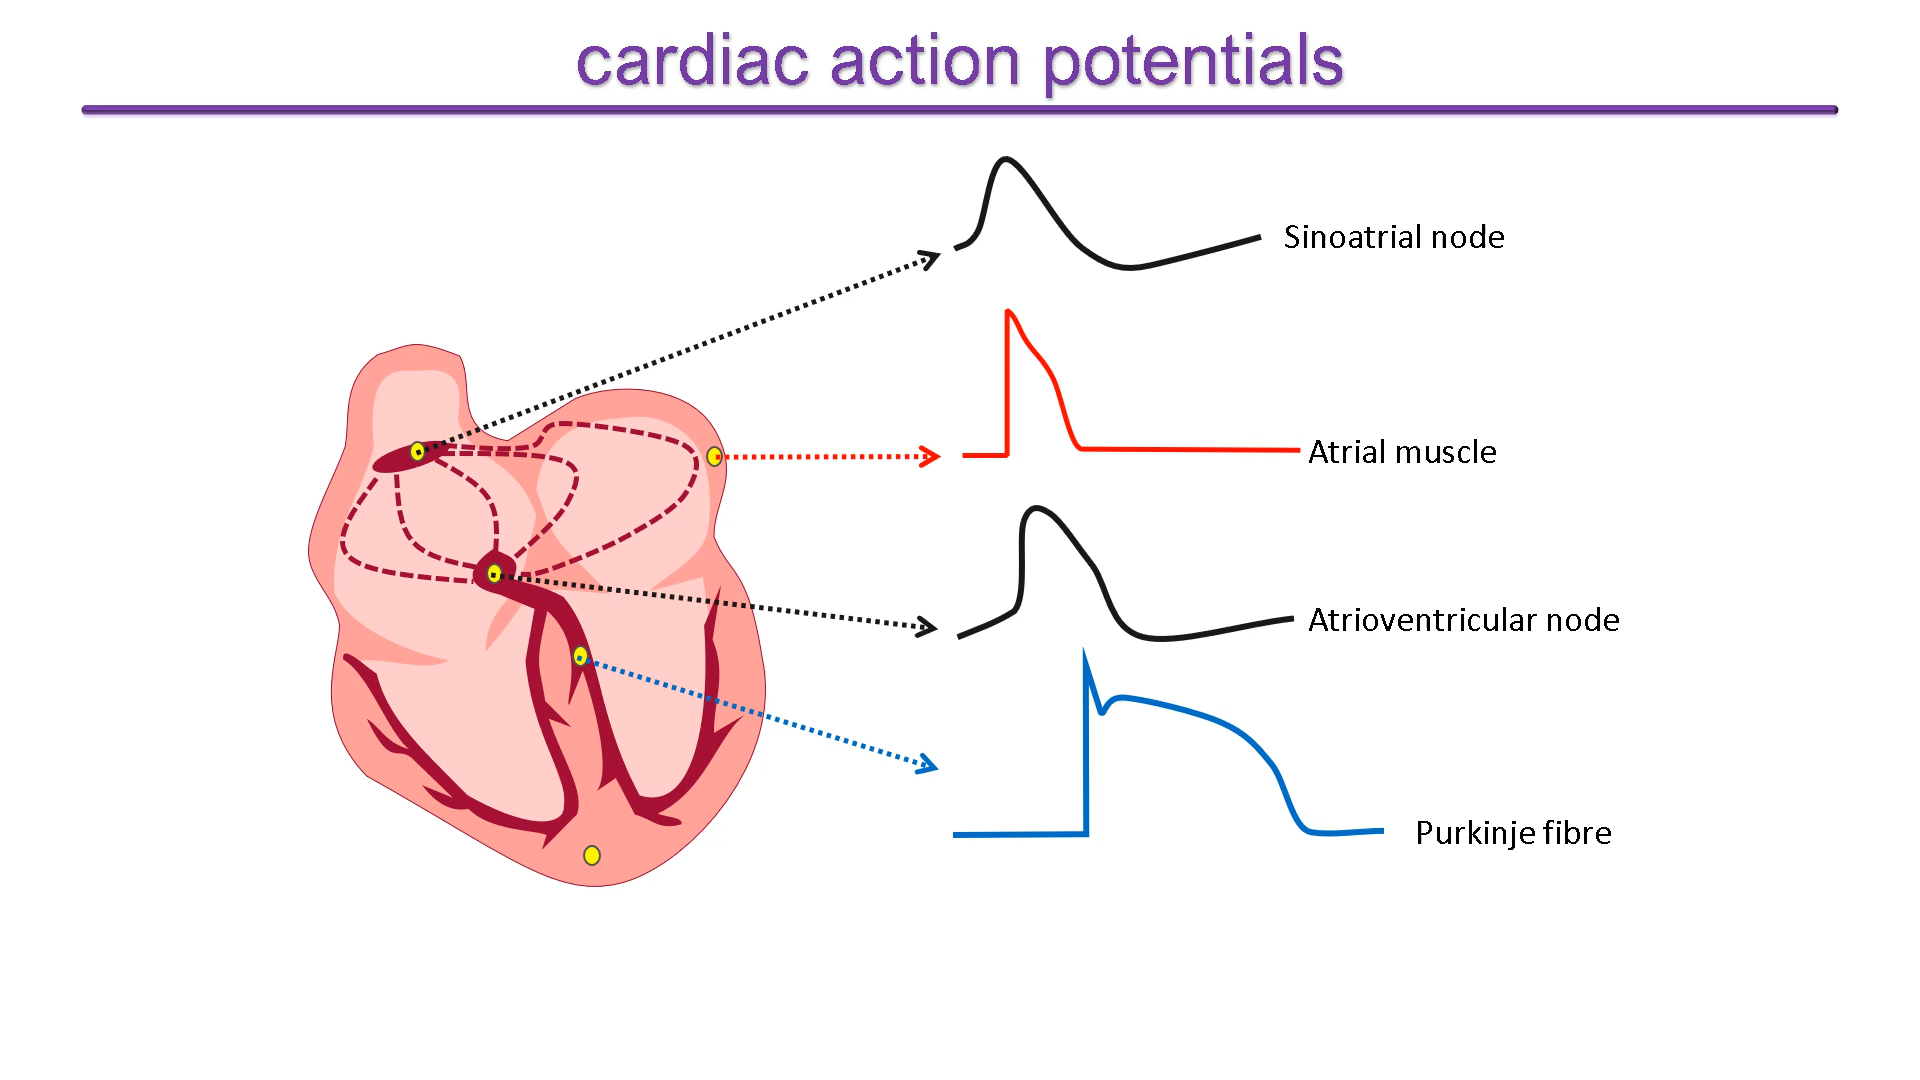 cardiac action potentials
Sinoatrial node
Atrial muscle
Atrioventricular node
Purkinje fibre